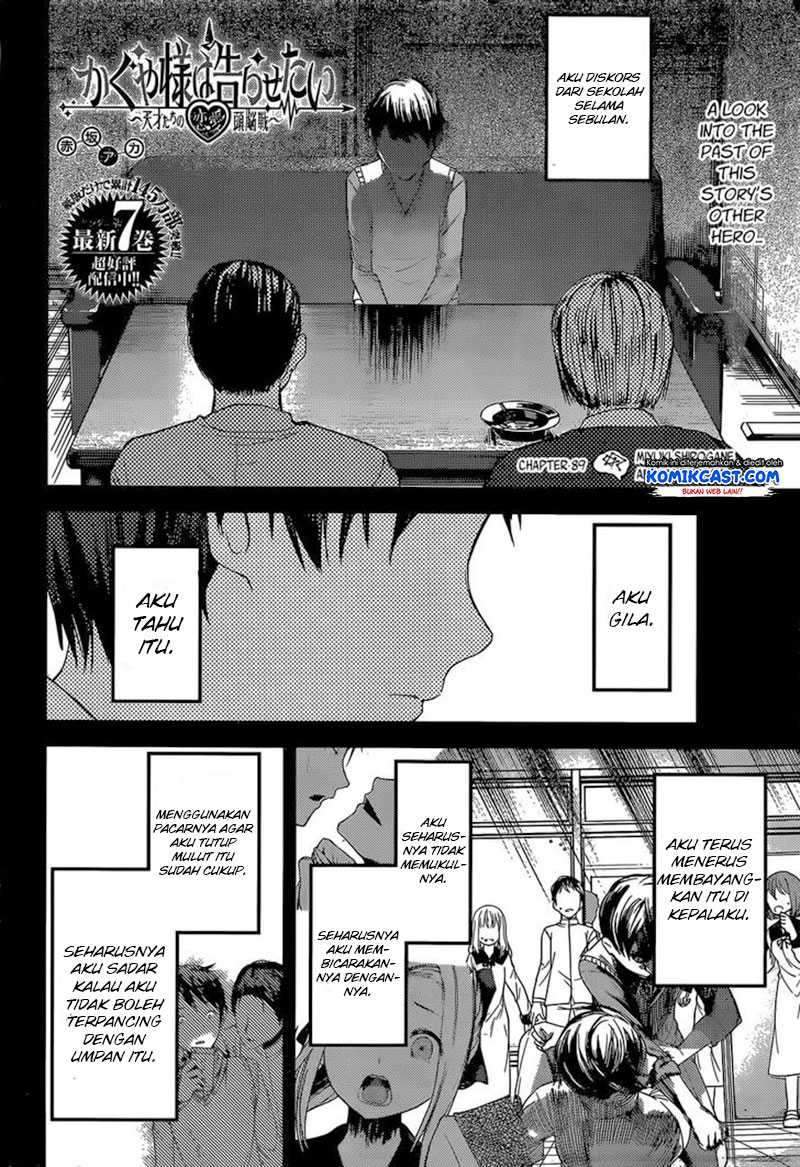 かぐや様は告らせたい
～天才たちの恋愛頭脳戦～
赤坂アカ
最新7巻
超好評
配信中!!
AKU DISKORS
DARI SEKOLAH
SELAMA
SEBULAN.
A LOOK
INTO THE
PAST OF
THIS
STORY'S
OTHER
HERO...
CHAPTER 89
MIYUKI SHIROGANE
Komik ini diterjemahkan & diedit oleh
KOMIKCAST.COM
BUKAN WEB LAIN!!
AKU
GILA.
AKU
TAHU
ITU.
AKU TERUS
MENERUS
MEMBAYANG-
KAN ITU DI
KEPALAKU.
AKU
SEHARUS-
NYA TIDAK
MEMUKUL-
NYA.
SEHARUSNYA
AKU MEM-
BICARAKAN-
NYA DENGAN-
NYA.
MENGGUNAKAN
PACARNYA AGAR
AKU TUTUP
MULUT ITU
SUDAH CUKUP.
SEHARUSNYA
AKU SADAR
KALAU AKU
TIDAK BOLEH
TERPANCING
DENGAN
UMPAN ITU.